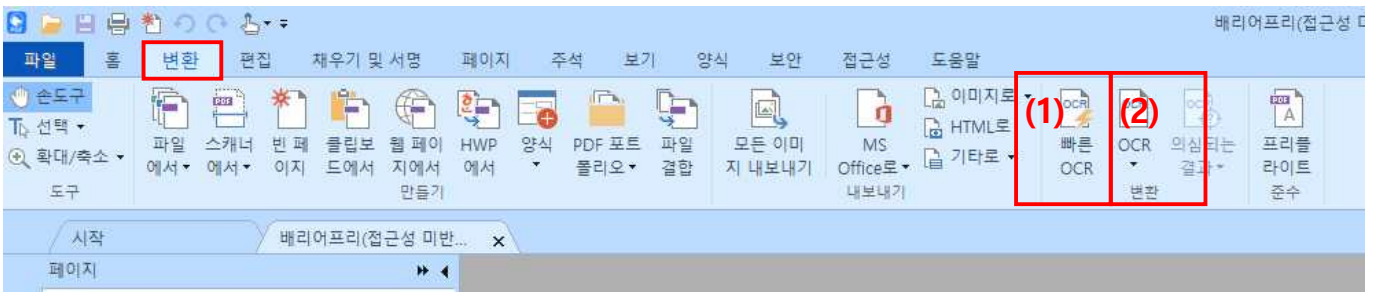 배리어프리(접근성 미
파일 홈 변환 편집 채우기 및 서명 페이지 주석 보기 양식 보안 접근성 도움말
손도구
선택
확대/축소
도구
파일에서
스캐너에서
빈 페이지
클립보드에서
웹 페이지에서
HWP에서
양식
PDF 포트폴리오
파일 결합
만들기
모든 이미지 내보내기
MS Office로
이미지로
HTML로
기타로
내보내기
(1)
OCR
빠른 OCR
(2)
OCR
의심되는 결과
변환
PDF
A
프리플라이트
준수
시작
배리어프리(접근성 미반...
페이지